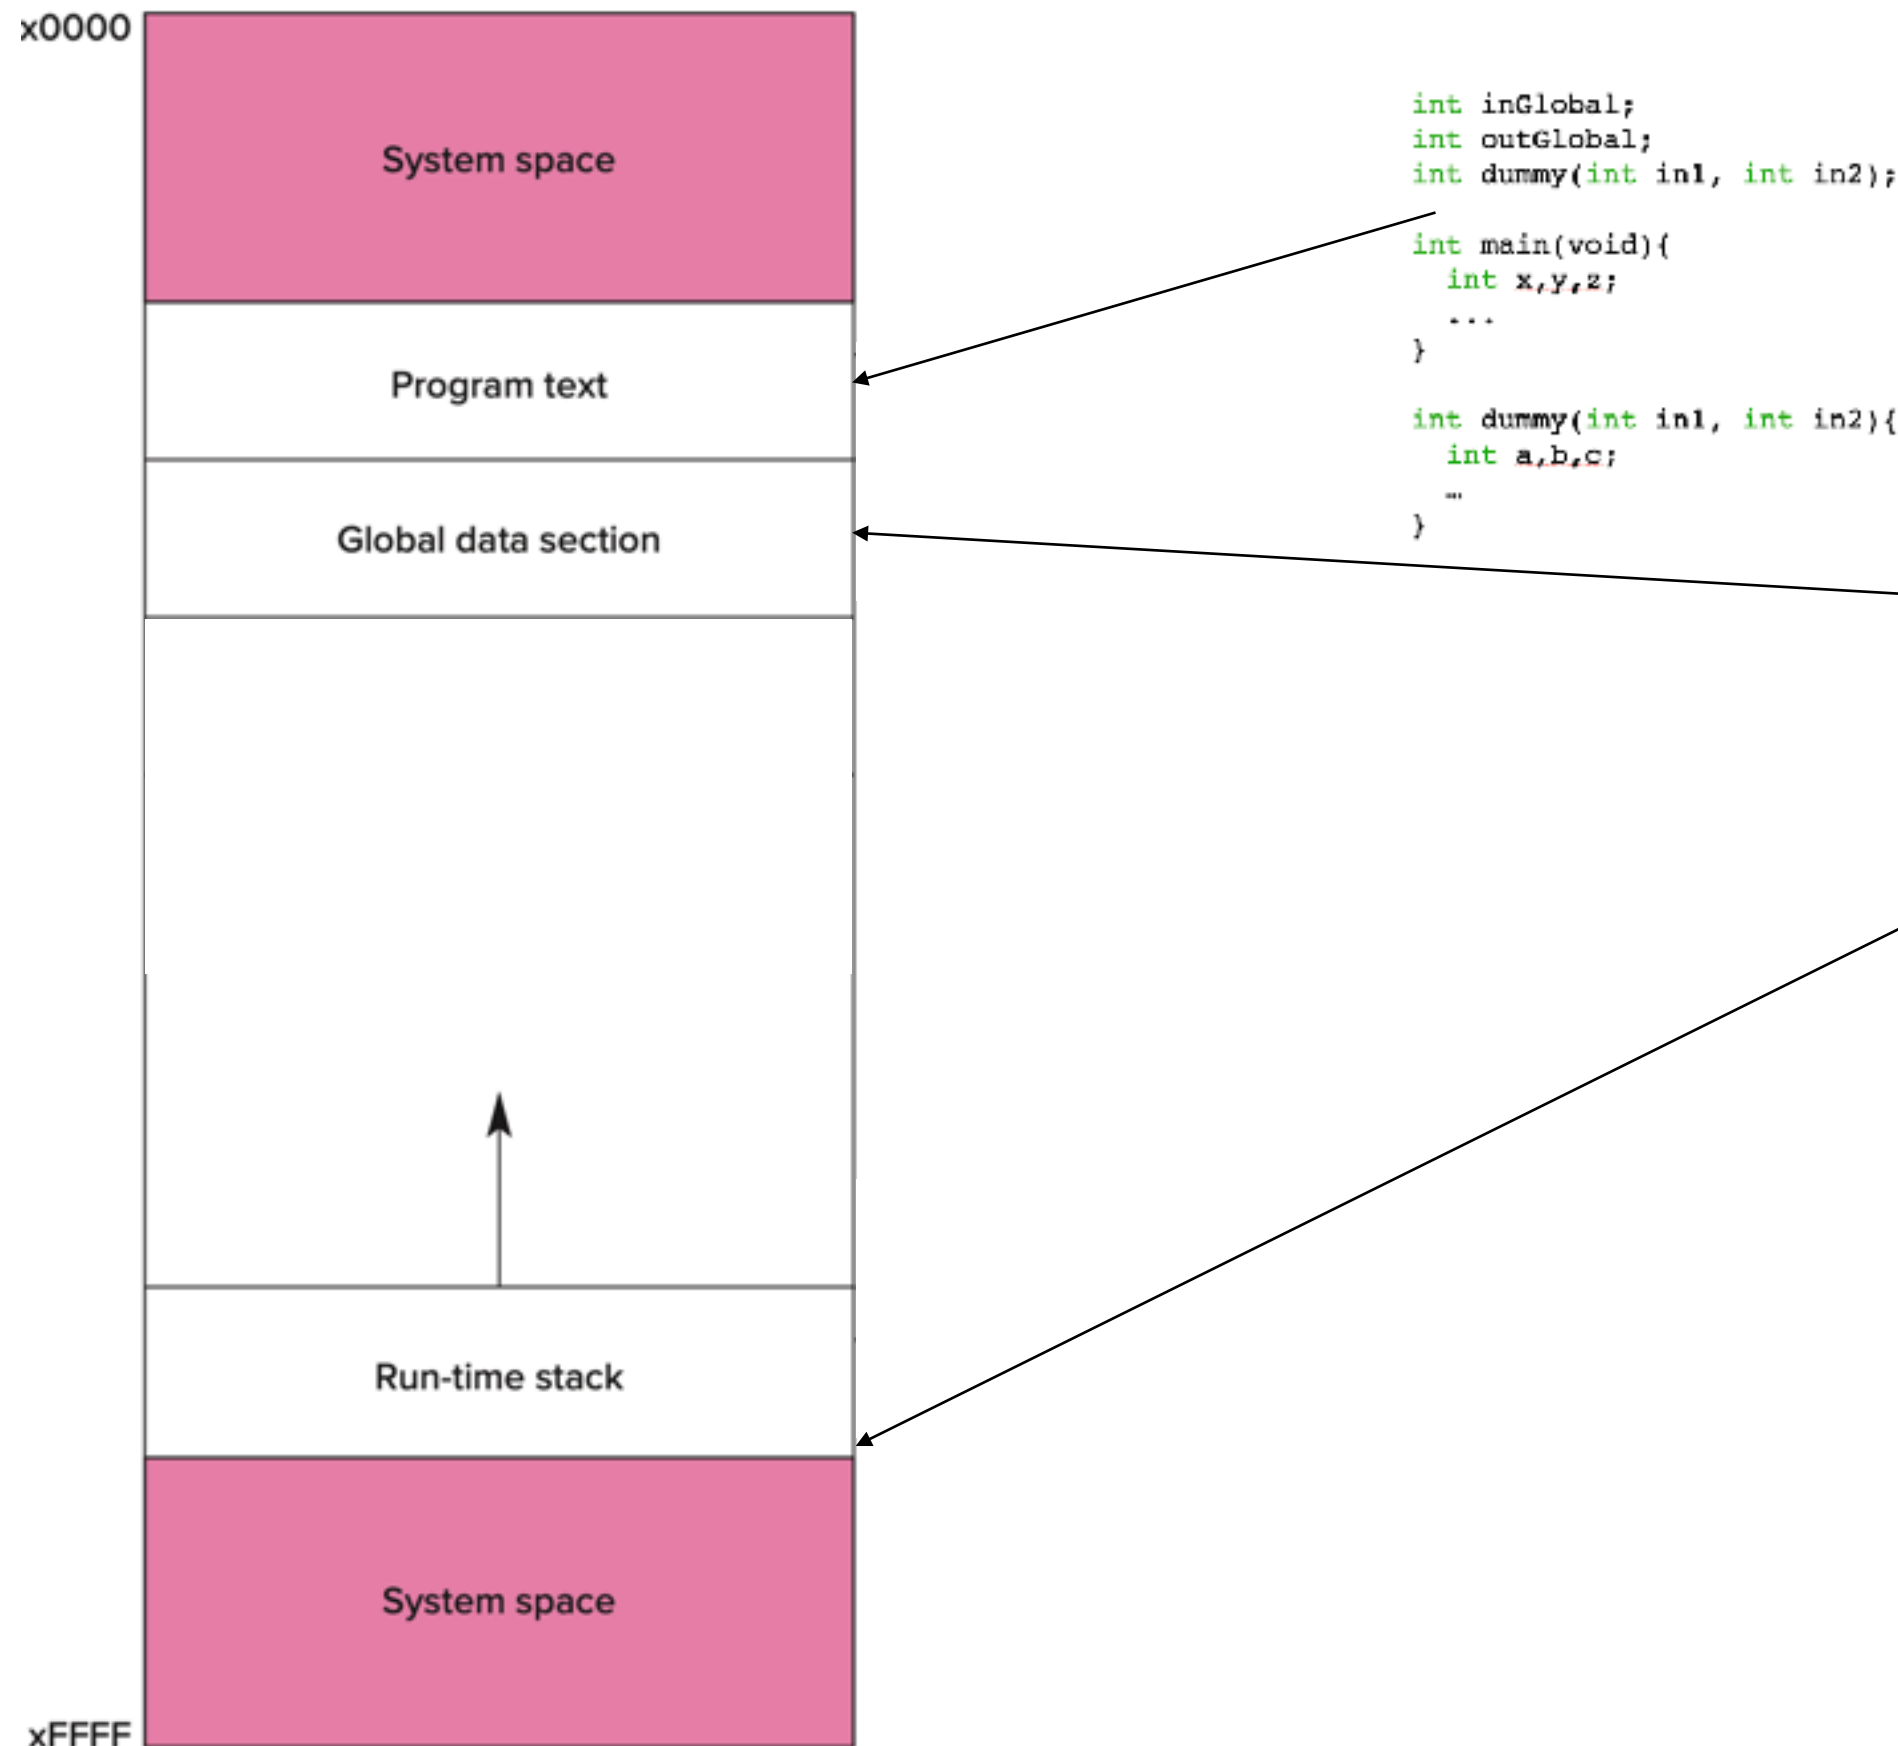 x0000
System space
Program text
Global data section
Run-time stack
System space
xFFFF
int inGlobal;
int outGlobal;
int dummy(int in1, int in2);
int main(void){
int x,y,z;
...
}
int dummy(int in1, int in2){
int a,b,c;
…
}